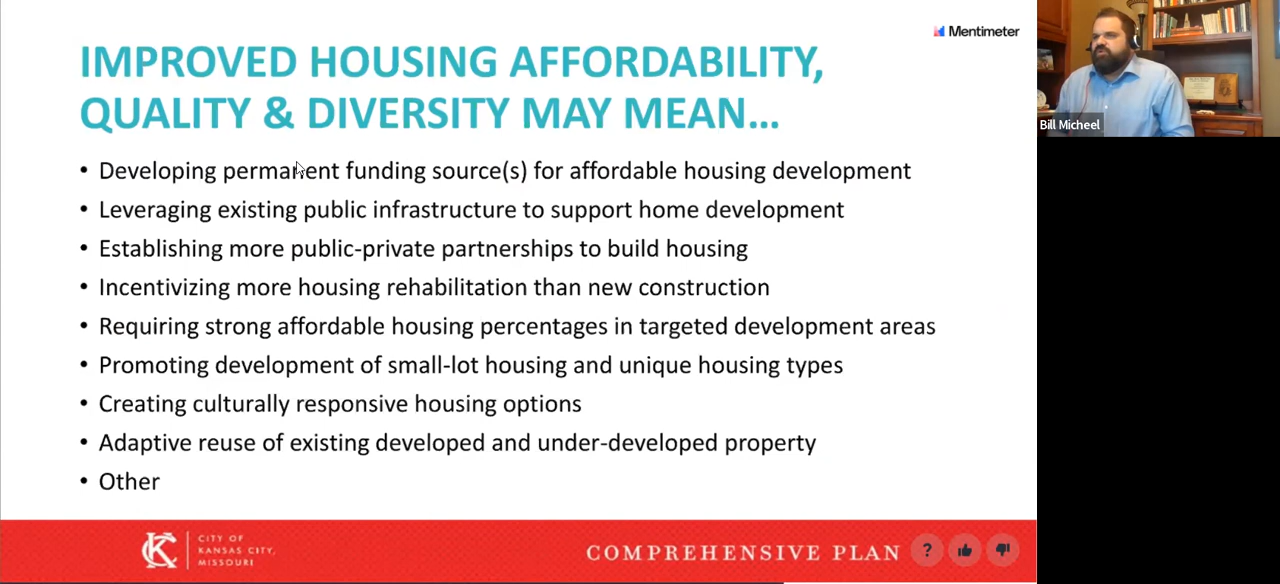 Mentimeter
IMPROVED HOUSING AFFORDABILITY,
QUALITY & DIVERSITY MAY MEAN...
• Developing permanent funding source(s) for affordable housing development
• Leveraging existing public infrastructure to support home development
• Establishing more public-private partnerships to build housing
• Incentivizing more housing rehabilitation than new construction
• Requiring strong affordable housing percentages in targeted development areas
• Promoting development of small-lot housing and unique housing types
• Creating culturally responsive housing options
• Adaptive reuse of existing developed and under-developed property
• Other
KC
CITY OF
KANSAS CITY,
MISSOURI
COMPREHENSIVE PLAN
?
Bill Micheel